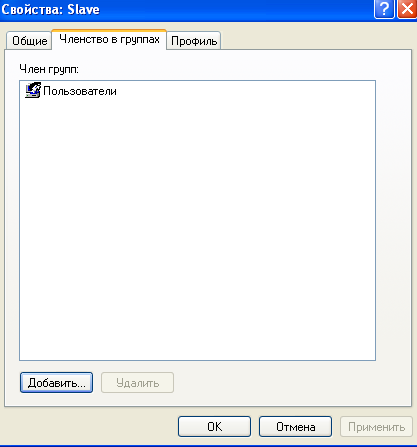 Свойства: Slave
Общие Членство в группах Профиль
Член групп:
Пользователи
Добавить... Удалить
OK Отмена Применить